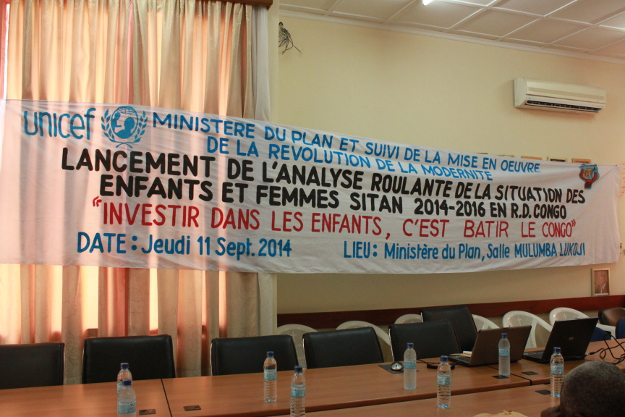 unicef
MINISTÈRE DU PLAN ET SUIVI DE LA MISE EN OEUVRE
DE LA REVOLUTION DE LA MODERNITE
LANCEMENT DE L'ANALYSE ROULANTE DE LA SITUATION DES
ENFANTS ET FEMMES SITAN 2014-2016 EN R.D.CONGO
"INVESTIR DANS LES ENFANTS, C'EST BATIR LE CONGO"
DATE: Jeudi 11 Sept. 2014 LIEU: Ministère du Plan, Salle MULUMBA LUKOJI